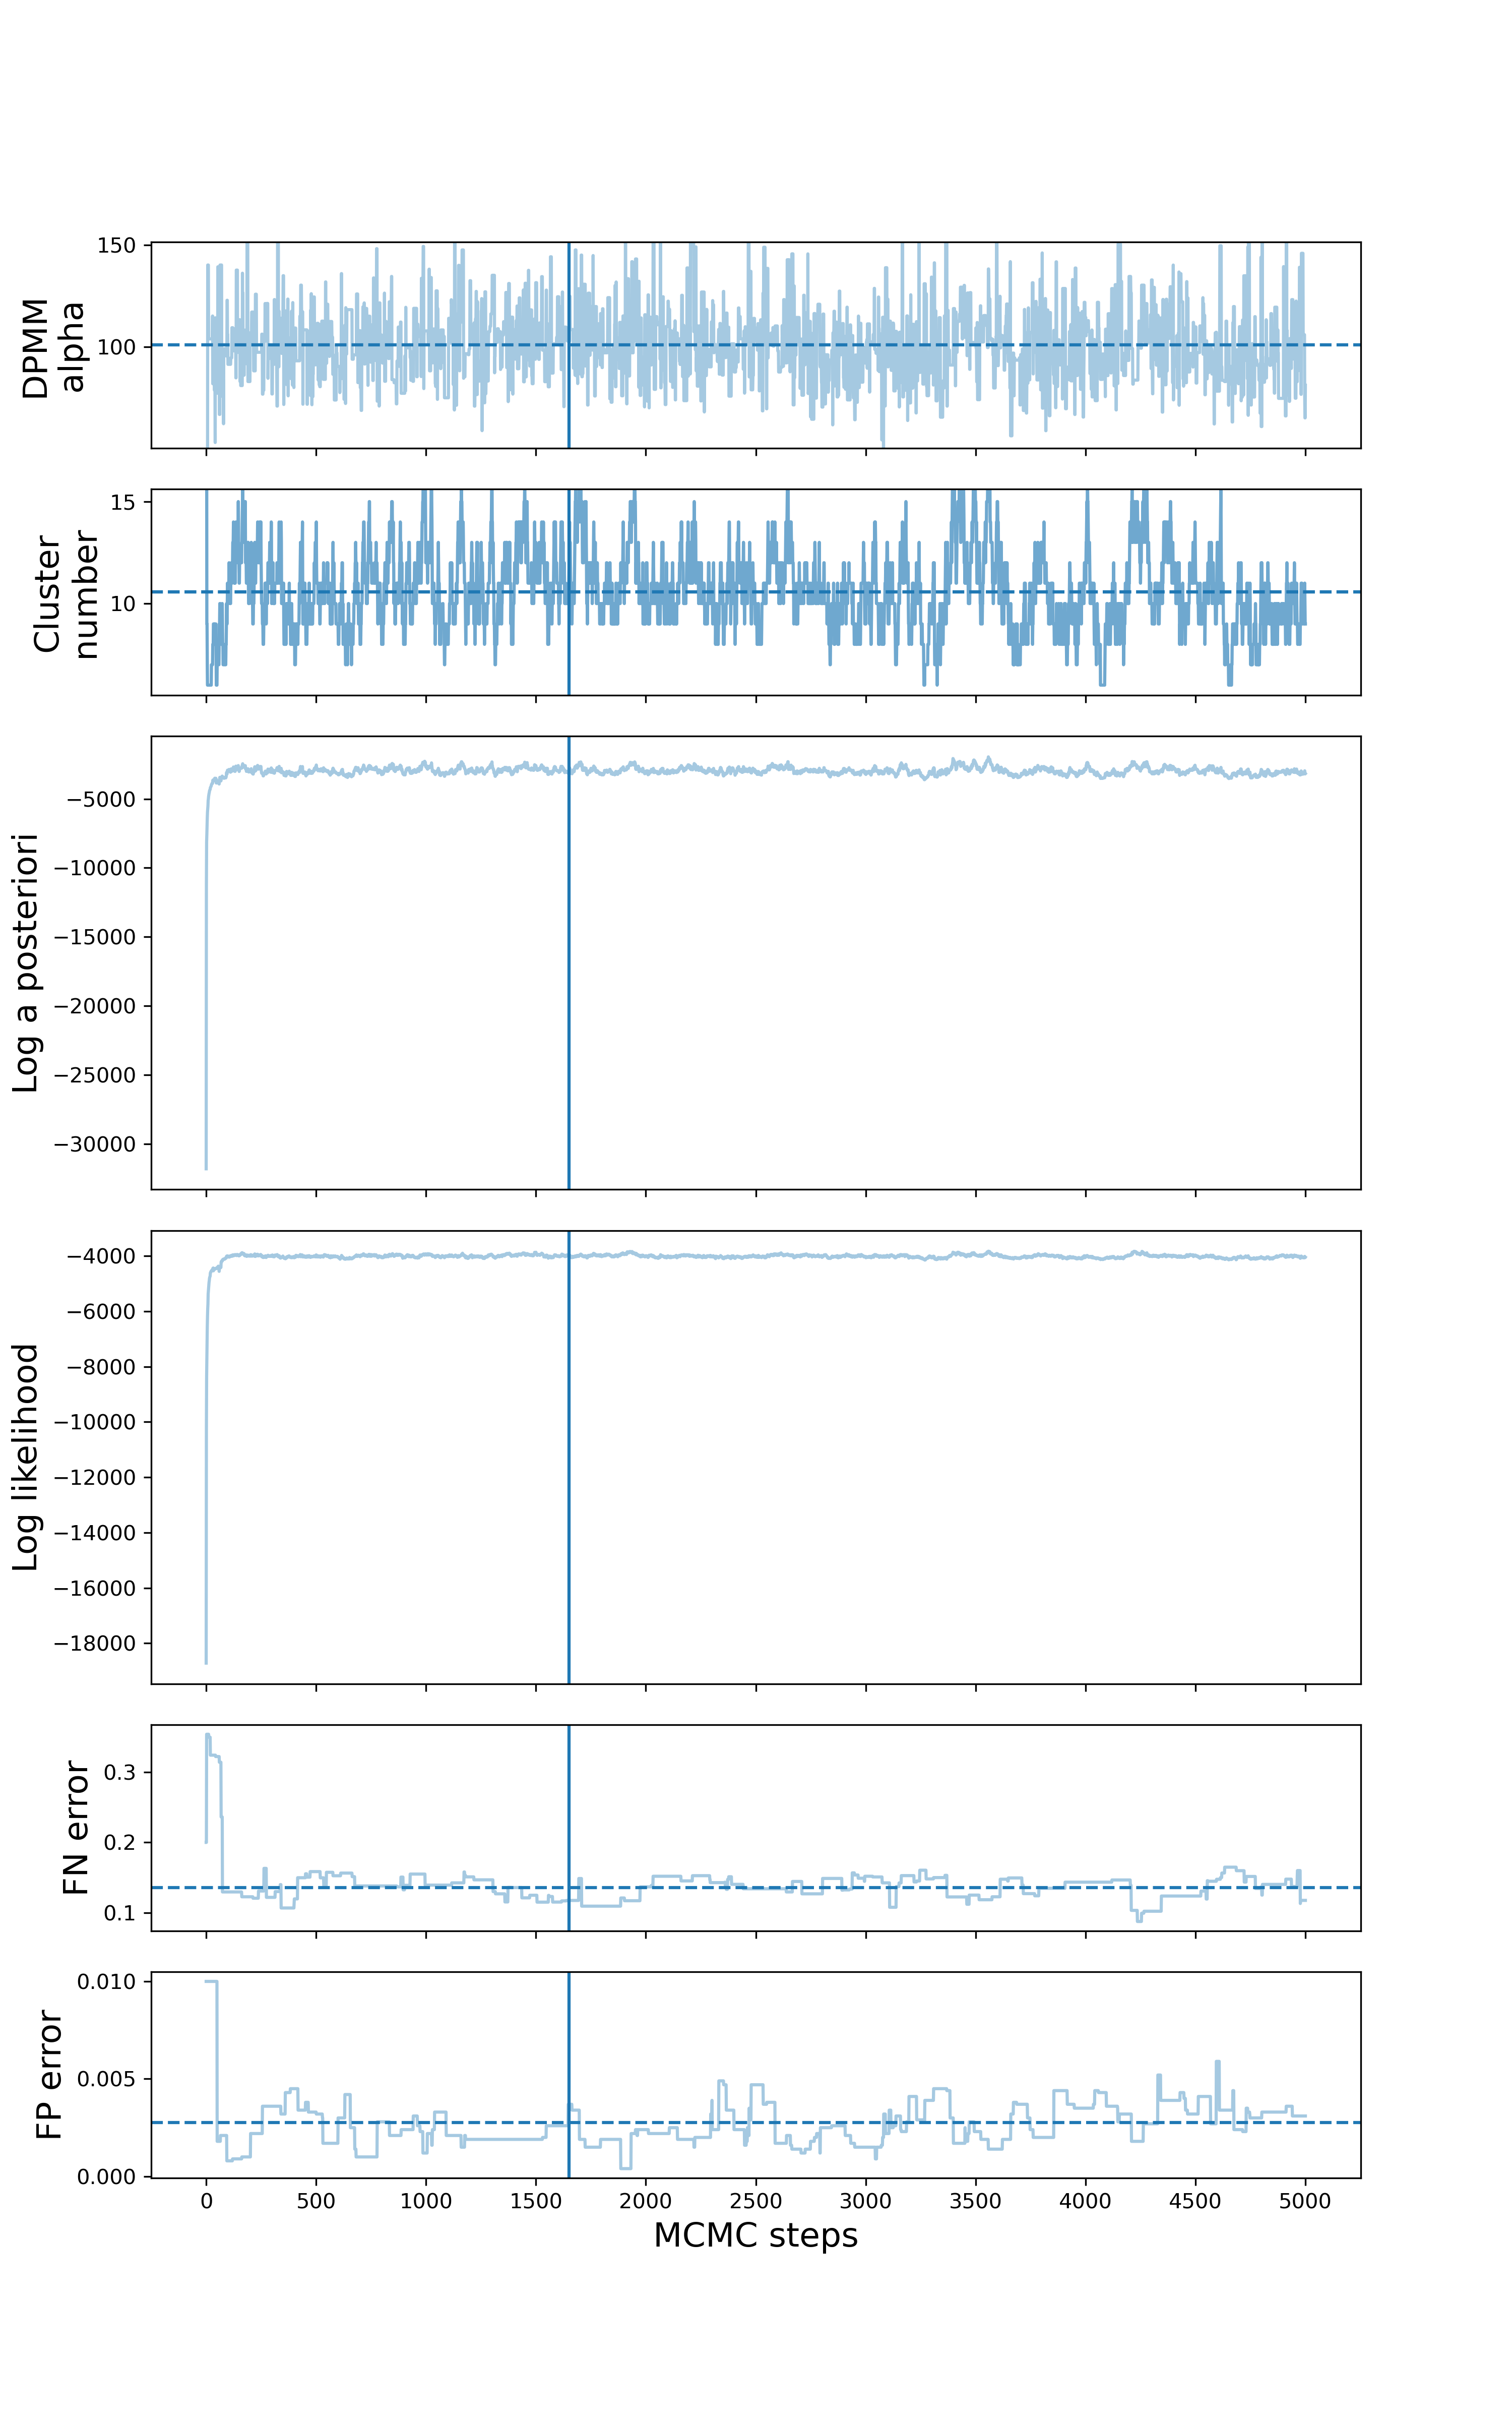 DPMM
alpha
150
100
Cluster
number
15
10
Log a posteriori
−5000
−10000
−15000
−20000
−25000
−30000
Log likelihood
−4000
−6000
−8000
−10000
−12000
−14000
−16000
−18000
FN error
0.3
0.2
0.1
FP error
0.010
0.005
0.000
0 500 1000 1500 2000 2500 3000 3500 4000 4500 5000
MCMC steps